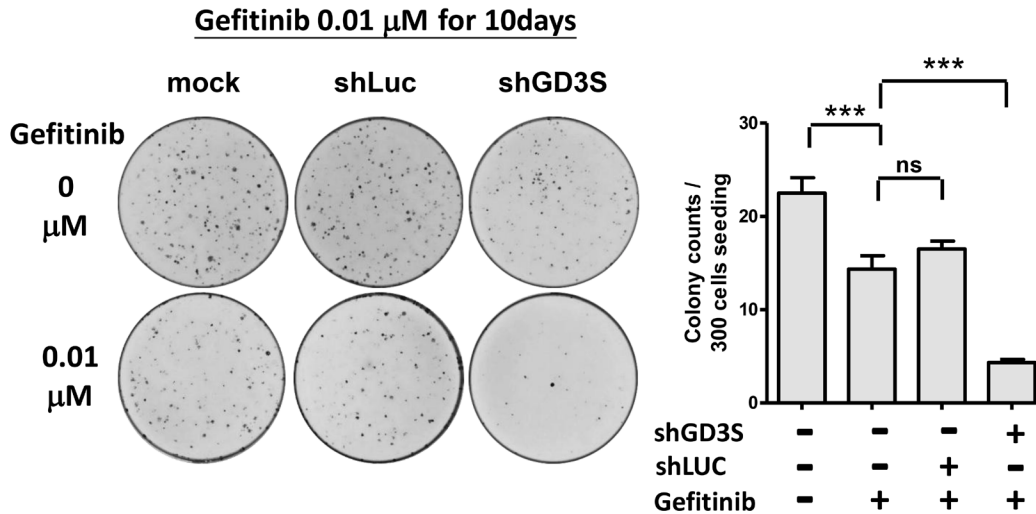 Gefitinib 0.01 μM for 10days
mock shLuc shGD3S
Gefitinib
0
μM
0.01
μM
*** 
***
ns
30
20
10
0
Colony counts /
300 cells seeding
shGD3S - - - +
shLUC - - + -
Gefitinib - + + +